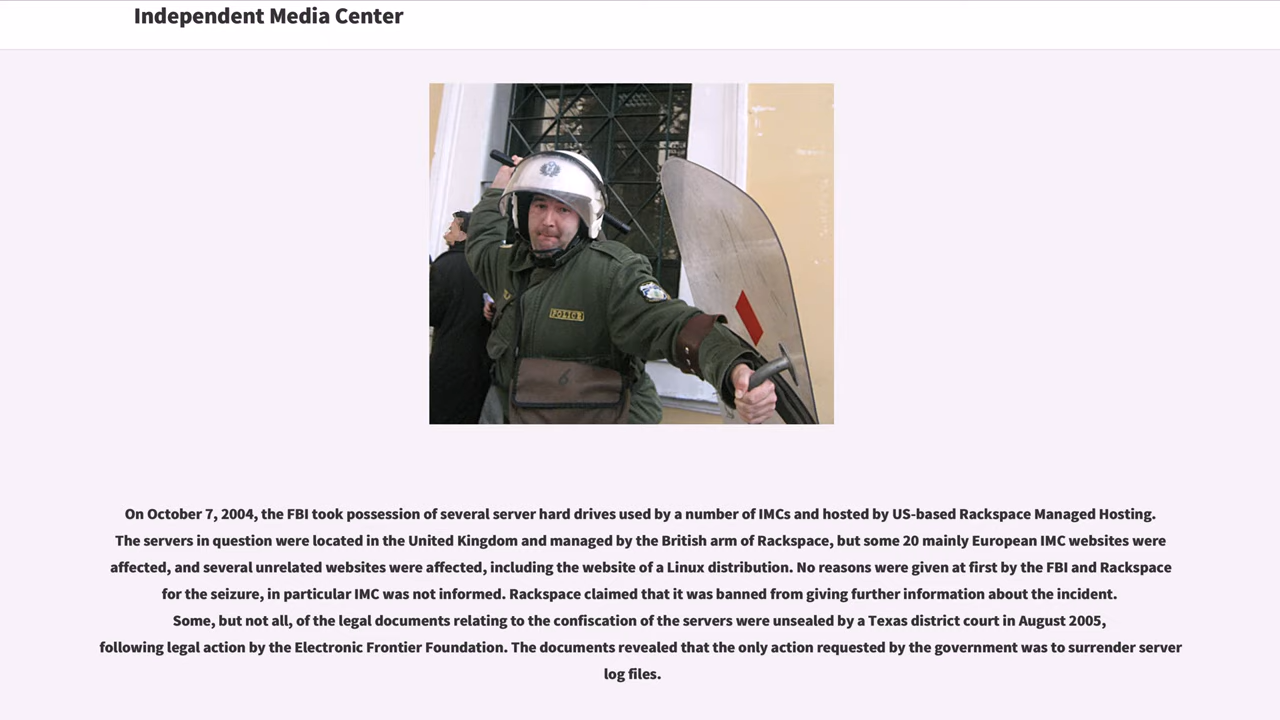 Independent Media Center
POLICE
6
On October 7, 2004, the FBI took possession of several server hard drives used by a number of IMCs and hosted by US-based Rackspace Managed Hosting.
The servers in question were located in the United Kingdom and managed by the British arm of Rackspace, but some 20 mainly European IMC websites were
affected, and several unrelated websites were affected, including the website of a Linux distribution. No reasons were given at first by the FBI and Rackspace
for the seizure, in particular IMC was not informed. Rackspace claimed that it was banned from giving further information about the incident.
Some, but not all, of the legal documents relating to the confiscation of the servers were unsealed by a Texas district court in August 2005,
following legal action by the Electronic Frontier Foundation. The documents revealed that the only action requested by the government was to surrender server
log files.